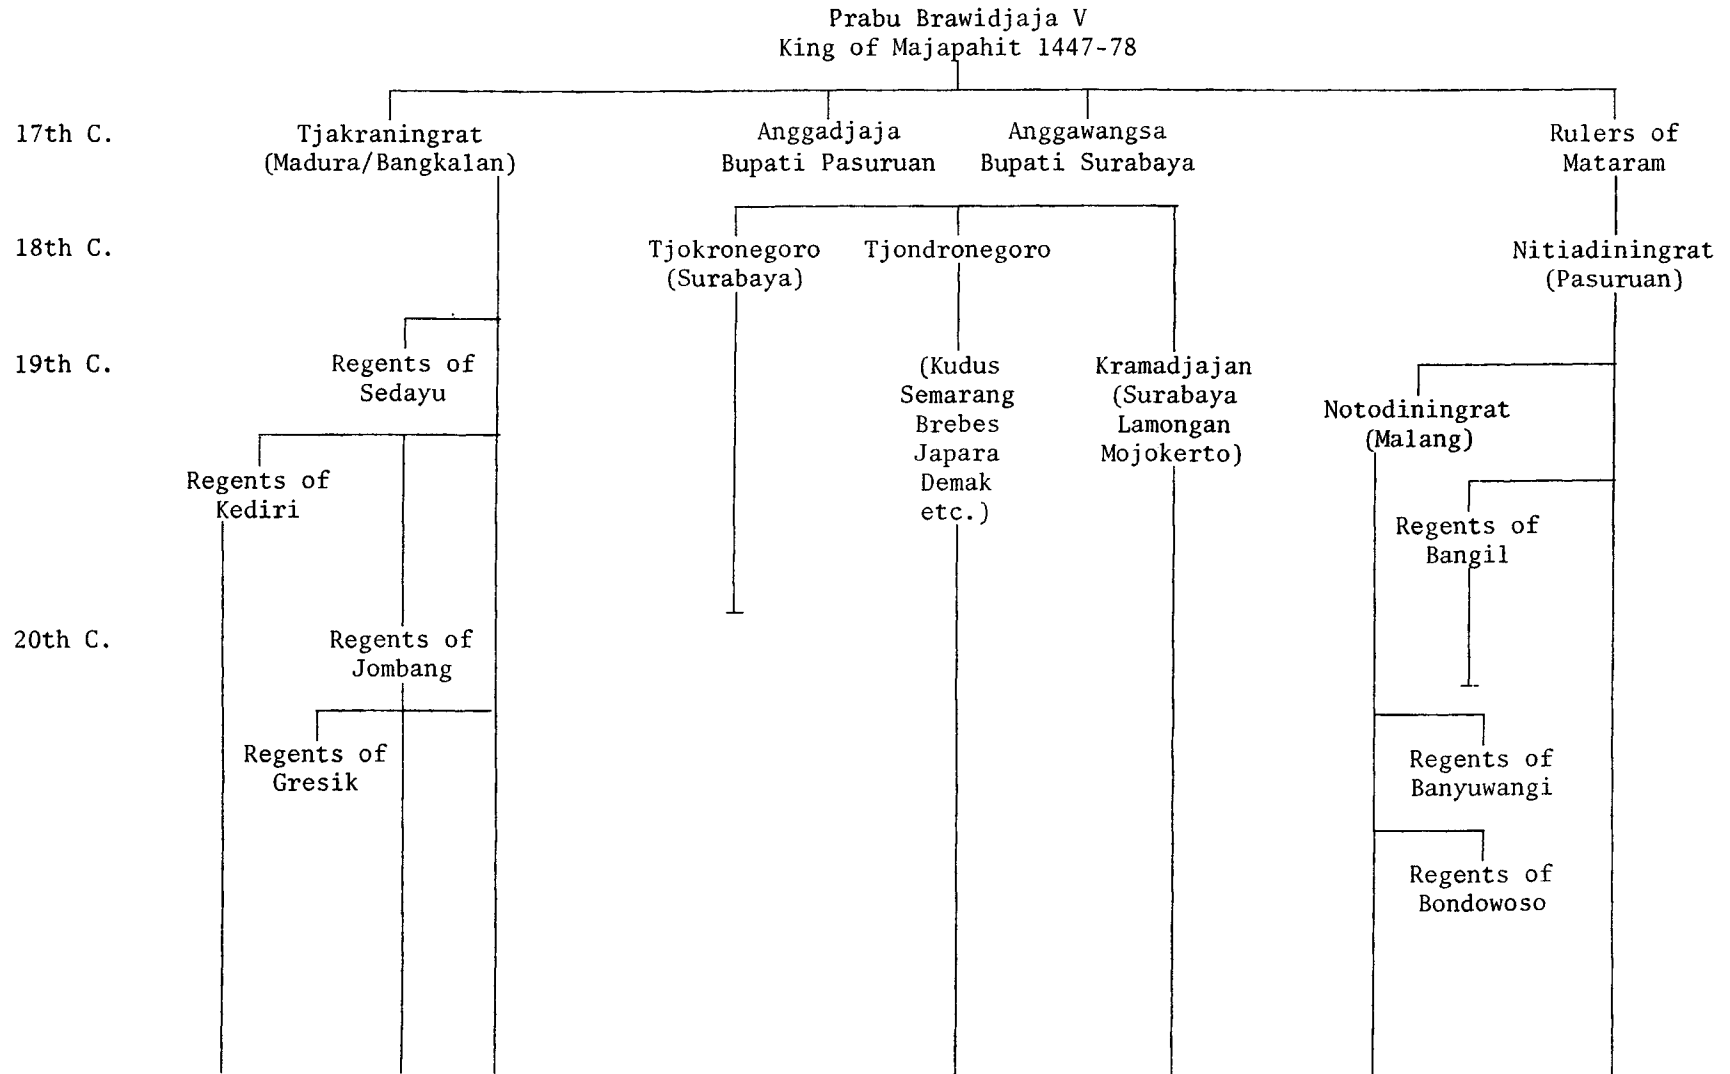 Prabu Brawidjaja V
King of Majapahit 1447-78
17th C.
Tjakraningrat
(Madura/Bangkalan)
Anggadjaja
Bupati Pasuruan
Anggawangsa
Bupati Surabaya
Rulers of
Mataram
18th C.
Tjokronegoro
(Surabaya)
Tjondronegoro
Nitiadiningrat
(Pasuruan)
19th C.
Regents of
Sedayu
(Kudus
Semarang
Brebes
Japara
Demak
etc.)
Kramadjajan
(Surabaya
Lamongan
Mojokerto)
Notodiningrat
(Malang)
Regents of
Kediri
Regents of
Bangil
20th C.
Regents of
Jombang
Regents of
Gresik
Regents of
Banyuwangi
Regents of
Bondowoso